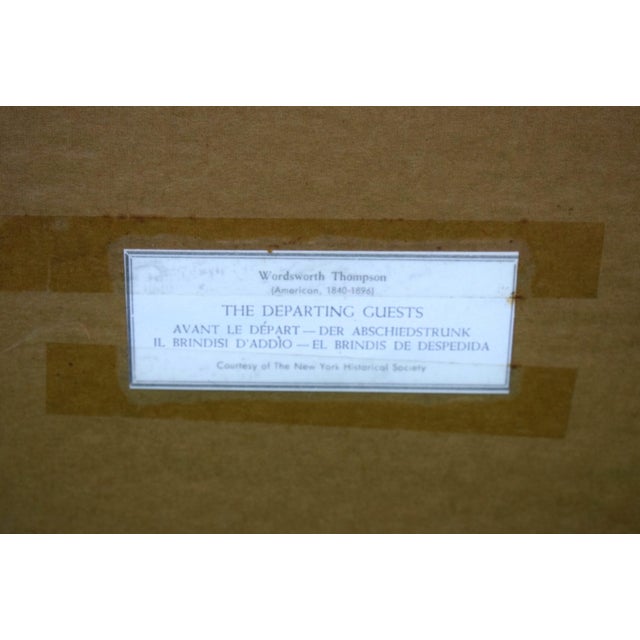 Wordsworth Thompson
(American, 1840-1896)
THE DEPARTING GUESTS
AVANT LE DÉPART — DER ABSCHIEDSTRUNK
IL BRINDISI D'ADDIO — EL BRINDIS DE DESPEDIDA
Courtesy of The New York Historical Society